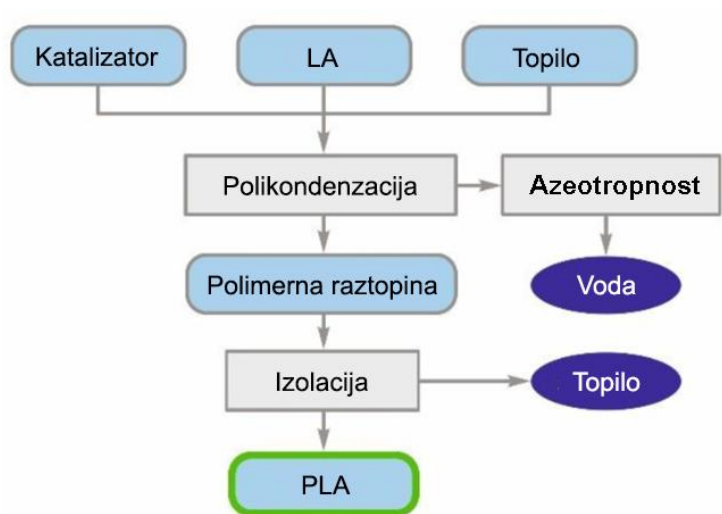 Katalizator
LA
Topilo
Polikondenzacija
Azeotropnost
Polimerna raztopina
Voda
Izolacija
Topilo
PLA